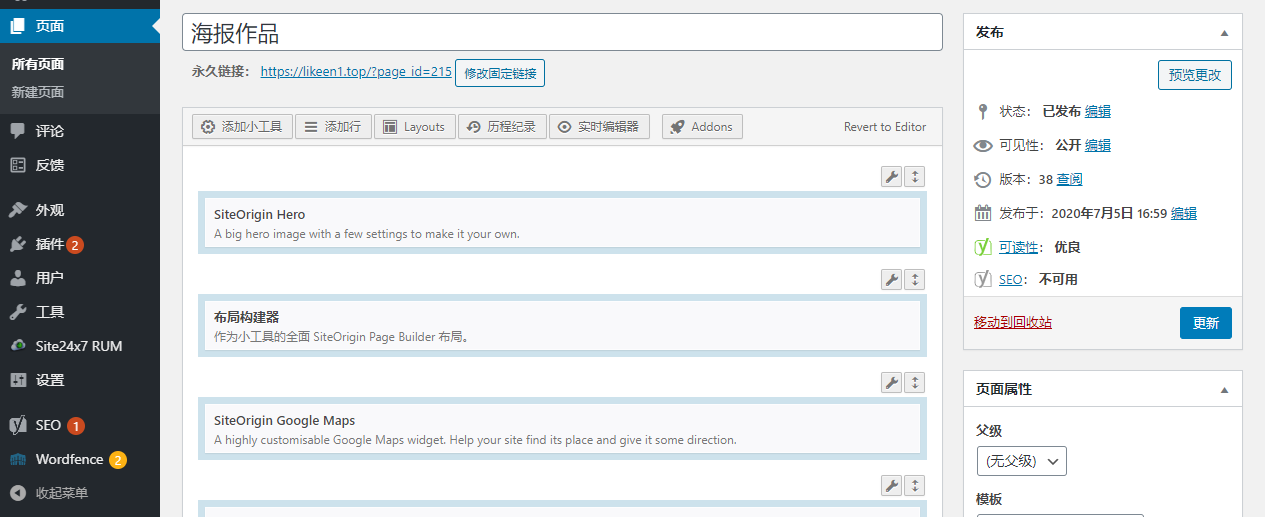 页面
所有页面
新建页面
评论
反馈
外观
插件 2
用户
工具
Site24x7 RUM
设置
SEO 1
Wordfence 2
收起菜单
海报作品
永久链接： https://likeen1.top/?page_id=215 修改固定链接
添加小工具 添加行 Layouts 历程纪录 实时编辑器 Addons Revert to Editor
SiteOrigin Hero
A big hero image with a few settings to make it your own.
布局构建器
作为小工具的全面 SiteOrigin Page Builder 布局。
SiteOrigin Google Maps
A highly customisable Google Maps widget. Help your site find its place and give it some direction.
发布
预览更改
状态： 已发布 编辑
可见性： 公开 编辑
版本：38 查阅
发布于：2020年7月5日 16:59 编辑
可读性： 优良
SEO： 不可用
移动到回收站 更新
页面属性
父级
(无父级)
模板